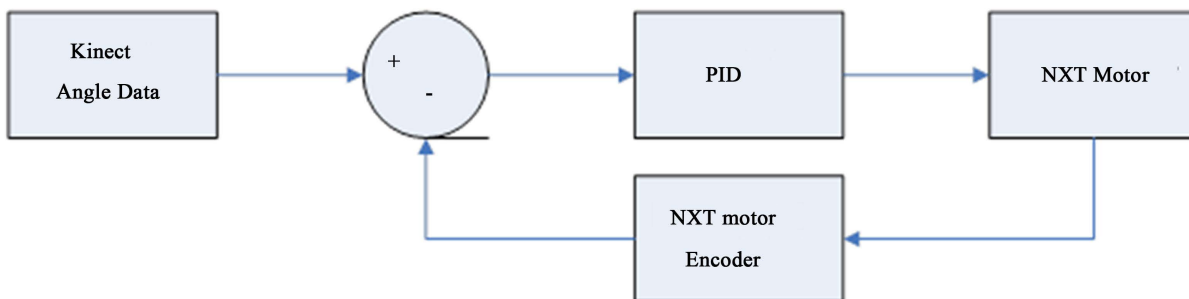 Kinect
Angle Data
+
-
PID
NXT Motor
NXT motor
Encoder